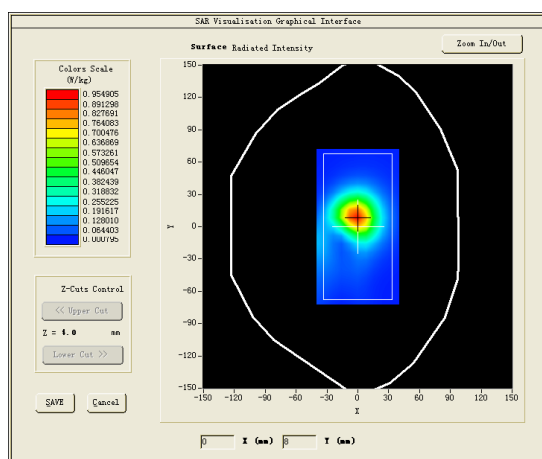 SAR Visualisation Graphical Interface
Surface Radiated Intensity
Zoom In/Out
Colors Scale
(W/kg)
0.954905
0.891298
0.827691
0.764083
0.700476
0.636869
0.573261
0.509654
0.446047
0.382439
0.318832
0.255225
0.191617
0.128010
0.064403
0.000795
Z-Cuts Control
<< Upper Cut
Z = 4.0 mm
Lower Cut >>
SAVE Cancel
150
120
90
60
30
0
-30
-60
-90
-120
-150
Y
-150 -120 -90 -60 -30 0 30 60 90 120 150
X
0 X (mm) 8 Y (mm)